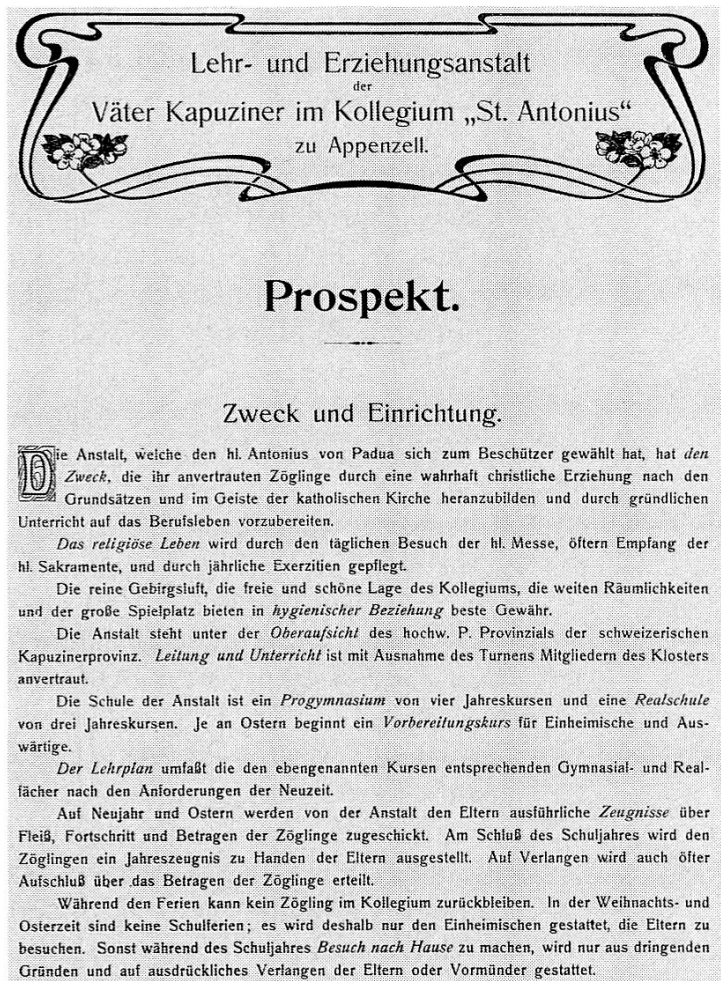 Lehr- und Erziehungsanstalt
der
Väter Kapuziner im Kollegium „St. Antonius“
zu Appenzell.
Prospekt.
Zweck und Einrichtung.
Die Anstalt, welche den hl. Antonius von Padua sich zum Beschützer gewählt hat, hat den
Zweck, die ihr anvertrauten Zöglinge durch eine wahrhaft christliche Erziehung nach den
Grundsätzen und im Geiste der katholischen Kirche heranzubilden und durch gründlichen
Unterricht auf das Berufsleben vorzubereiten.
Das religiöse Leben wird durch den täglichen Besuch der hl. Messe, öftern Empfang der
hl. Sakramente, und durch jährliche Exerzitien gepflegt.
Die reine Gebirgsluft, die freie und schöne Lage des Kollegiums, die weiten Räumlichkeiten
und der große Spielplatz bieten in hygienischer Beziehung beste Gewähr.
Die Anstalt steht unter der Oberaufsicht des hochw. P. Provinzials der schweizerischen
Kapuzinerprovinz. Leitung und Unterricht ist mit Ausnahme des Turnens Mitgliedern des Klosters
anvertraut.
Die Schule der Anstalt ist ein Progymnasium von vier Jahreskursen und eine Realschule
von drei Jahreskursen. Je an Ostern beginnt ein Vorbereitungskurs für Einheimische und Aus-
wärtige.
Der Lehrplan umfaßt die den ebengenannten Kursen entsprechenden Gymnasial- und Real-
fächer nach den Anforderungen der Neuzeit.
Auf Neujahr und Ostern werden von der Anstalt den Eltern ausführliche Zeugnisse über
Fleiß, Fortschritt und Betragen der Zöglinge zugeschickt. Am Schluß des Schuljahres wird den
Zöglingen ein Jahreszeugnis zu Handen der Eltern ausgestellt. Auf Verlangen wird auch öfter
Aufschluß über das Betragen der Zöglinge erteilt.
Während den Ferien kann kein Zögling im Kollegium zurückbleiben. In der Weihnachts- und
Osterzeit sind keine Schulferien; es wird deshalb nur den Einheimischen gestattet, die Eltern zu
besuchen. Sonst während des Schuljahres Besuch nach Hause zu machen, wird nur aus dringenden
Gründen und auf ausdrückliches Verlangen der Eltern oder Vormünder gestattet.